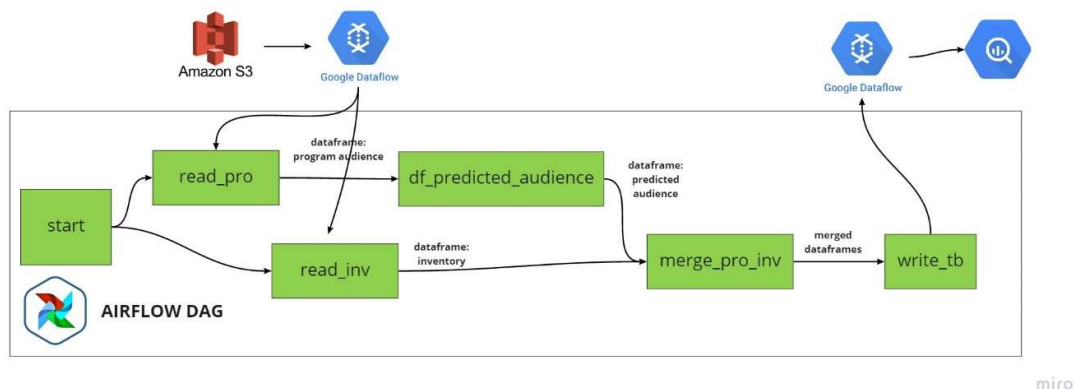 Amazon S3
Google Dataflow
Google Dataflow
dataframe:
program audience
read_pro
df_predicted_audience
dataframe:
predicted
audience
start
read_inv
dataframe:
inventory
merge_pro_inv
merged
dataframes
write_tb
AIRFLOW DAG
miro